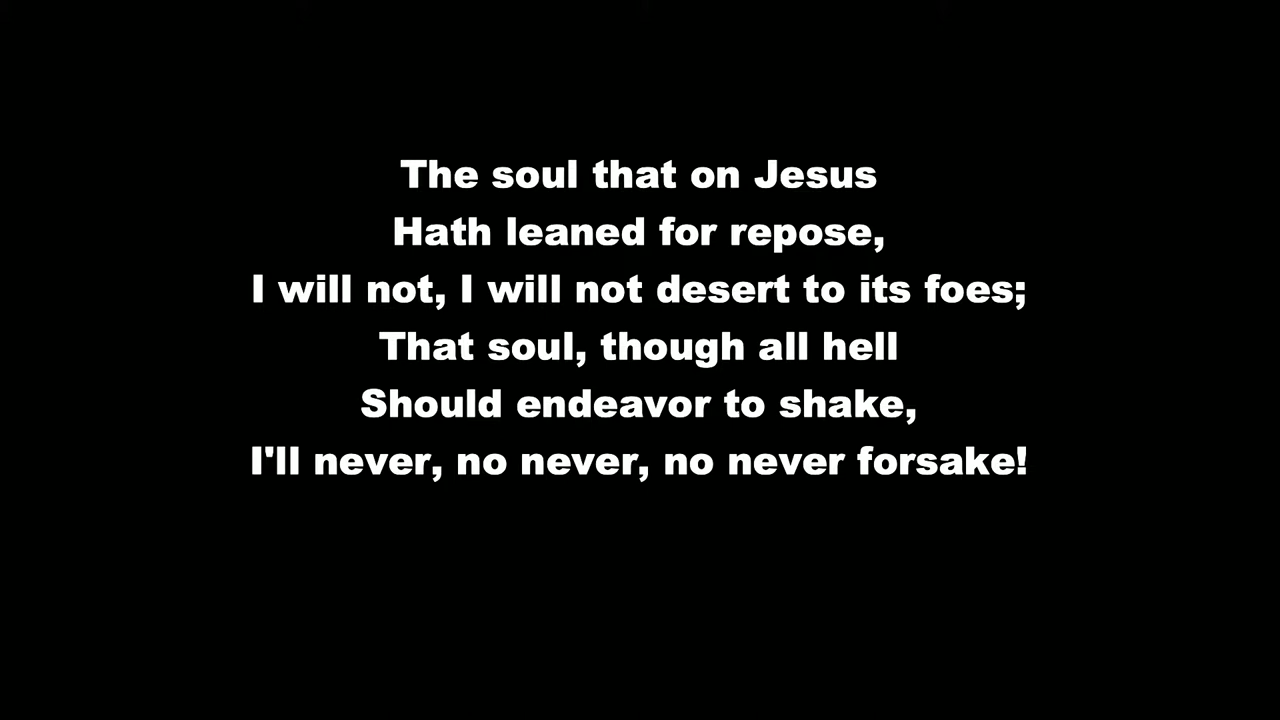 The soul that on Jesus
Hath leaned for repose,
I will not, I will not desert to its foes;
That soul, though all hell
Should endeavor to shake,
I'll never, no never, no never forsake!